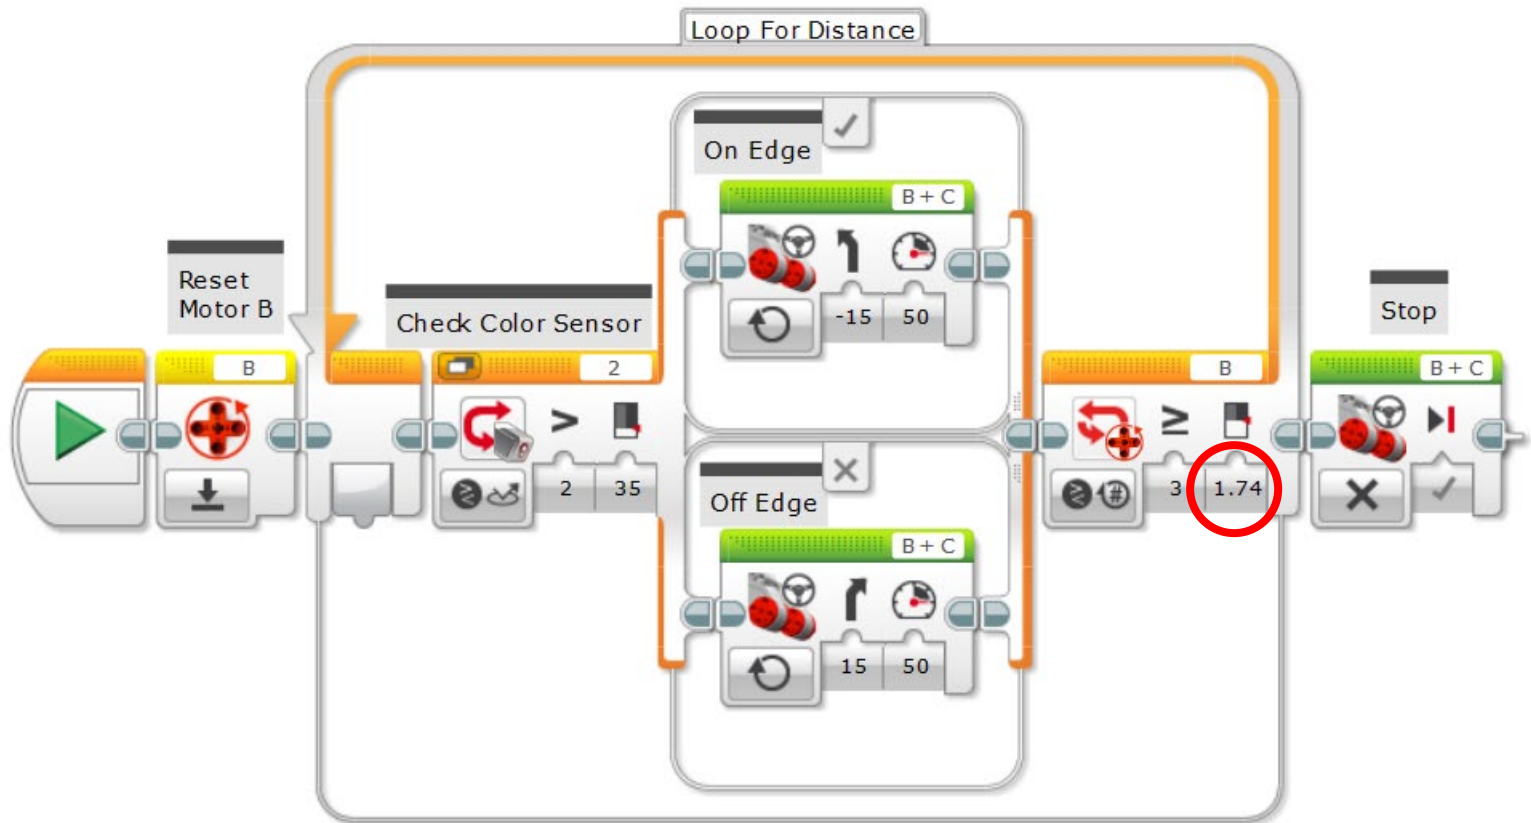 Loop For Distance
On Edge
B + C
-15 50
Reset
Motor B
Check Color Sensor
Stop
B
2
B
B + C
> 
≥
2 35
# 3 1.74
Off Edge
B + C
15 50